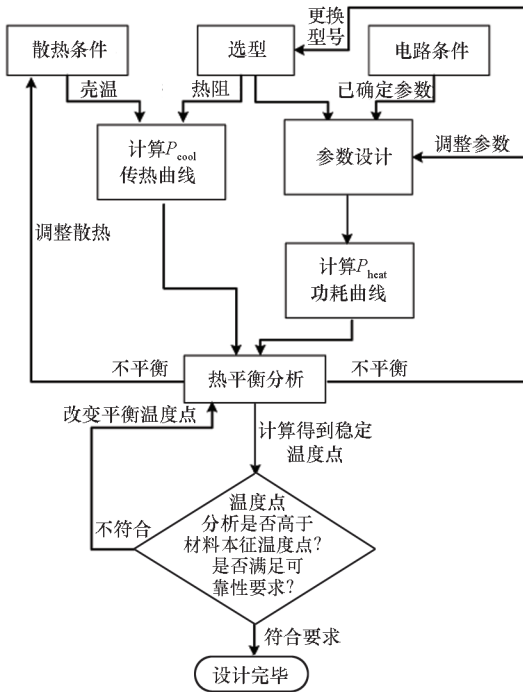 更换
型号
散热条件
选型
电路条件
壳温
热阻
已确定参数
计算Pcool
传热曲线
参数设计
调整参数
调整散热
计算Pheat
功耗曲线
不平衡
热平衡分析
不平衡
改变平衡温度点
计算得到稳定
温度点
不符合
温度点
分析是否高于
材料本征温度点?
是否满足可
靠性要求?
符合要求
设计完毕